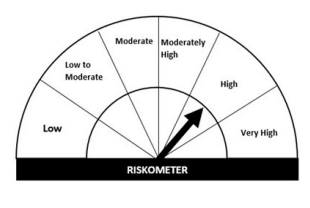 Low
Low to
Moderate
Moderate
Moderately
High
High
Very High
RISKOMETER